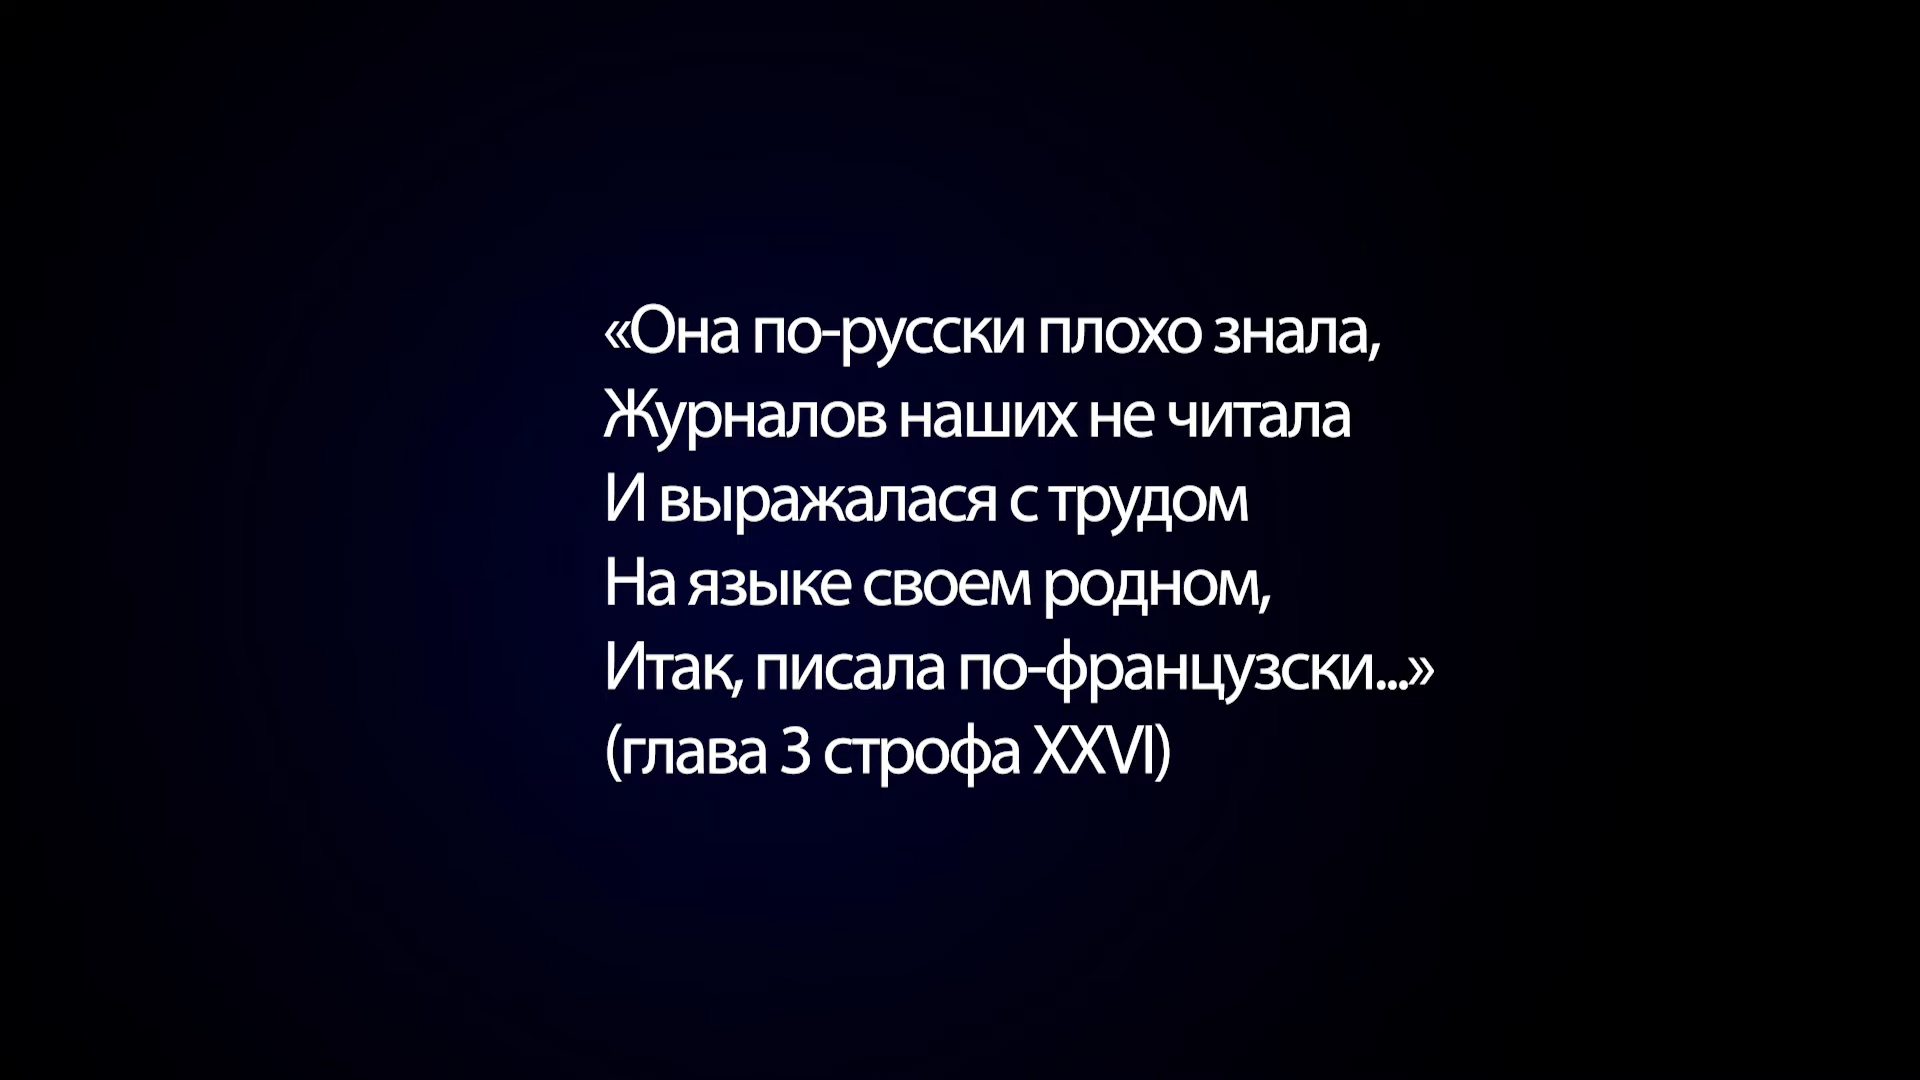 «Она по-русски плохо знала,
Журналов наших не читала
И выражалася с трудом
На языке своем родном,
Итак, писала по-французски...»
(глава 3 строфа XXVI)